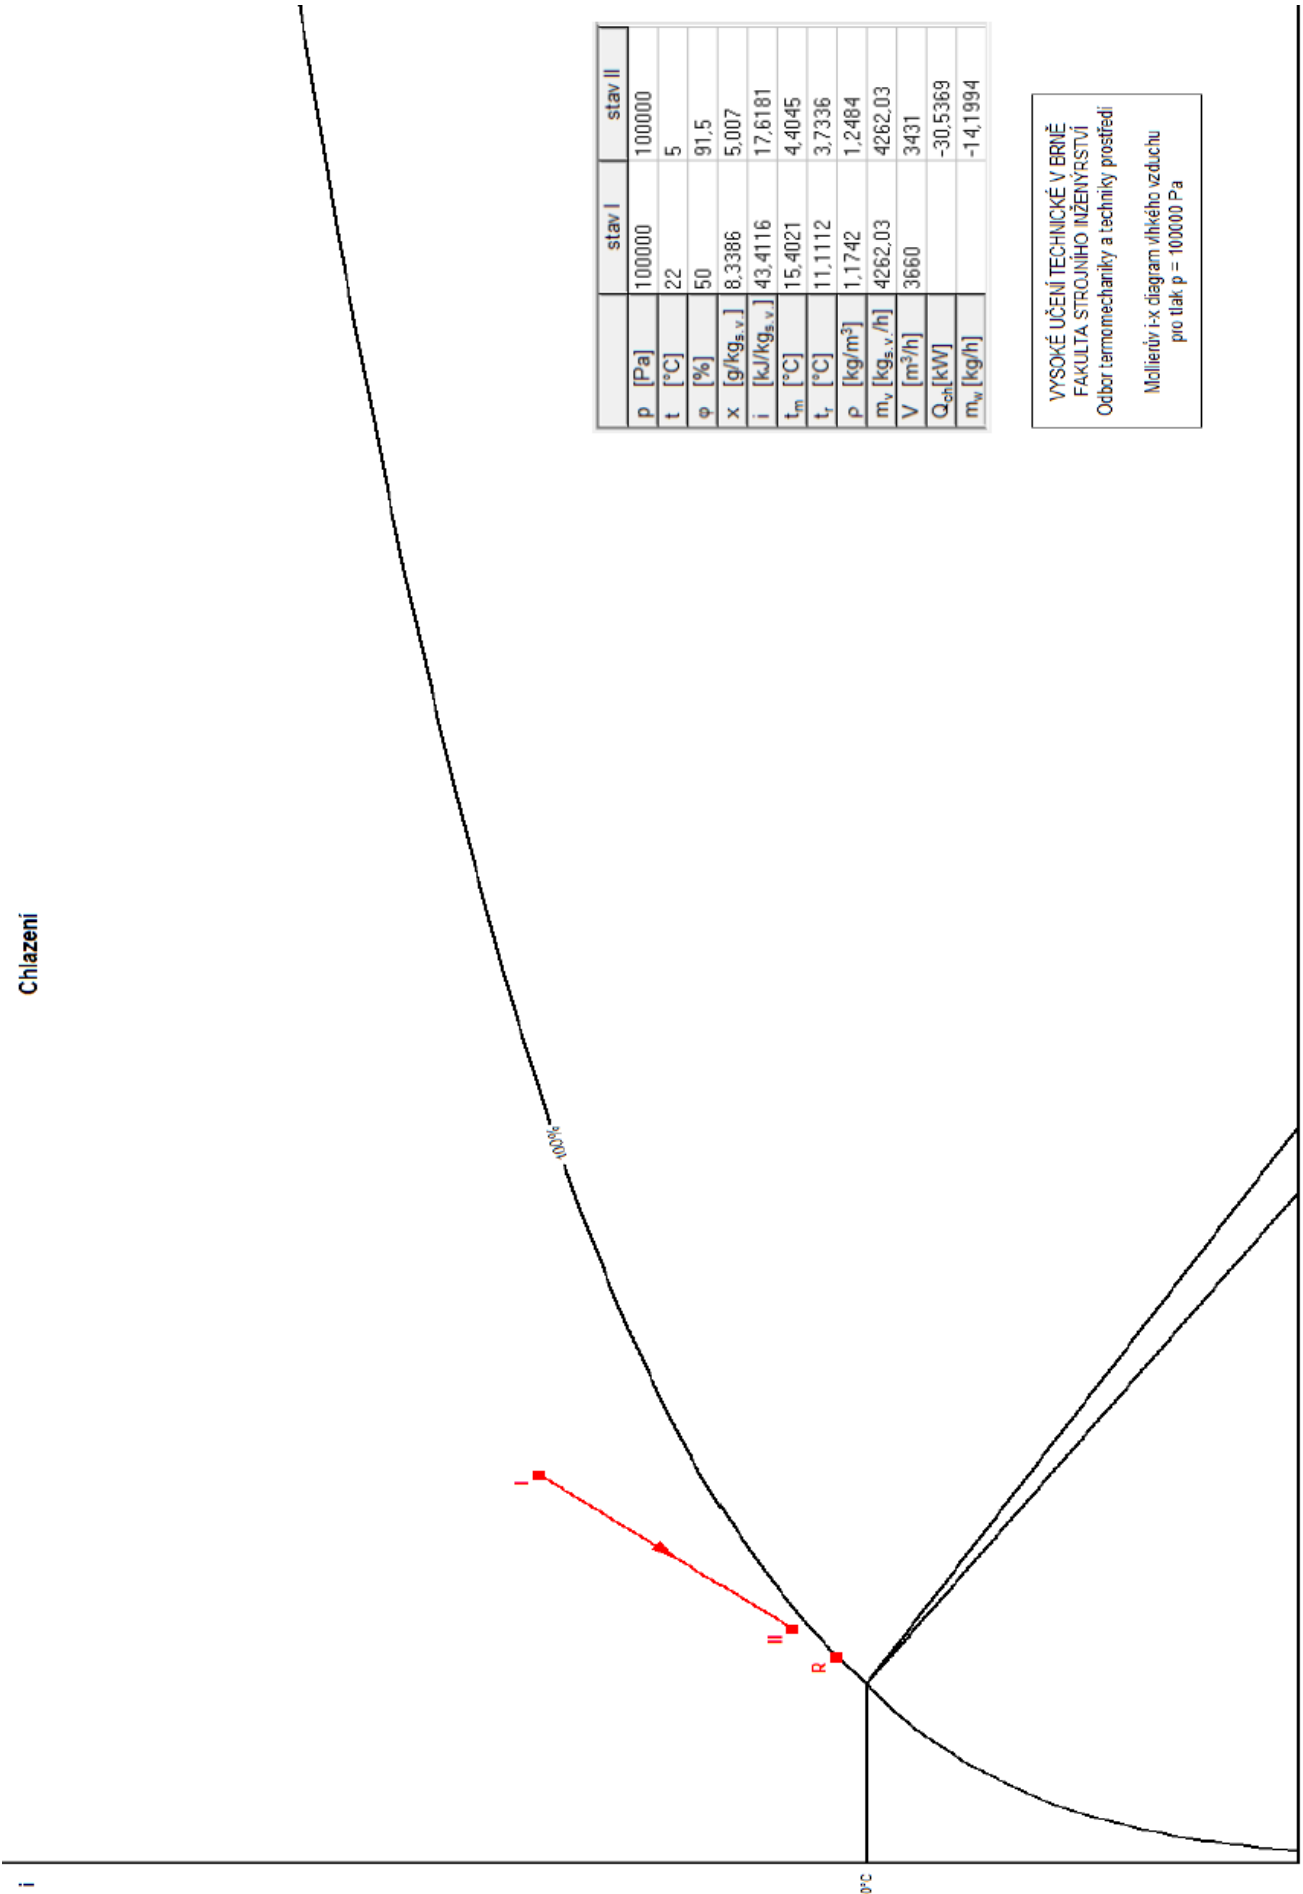 Chlazení
i
100%
I
II
R
0°C
stav I stav II
p [Pa] 100000 100000
t [°C] 22 5
φ [%] 50 91,5
x [g/kgs.v.] 8,3386 5,007
i [kJ/kgs.v.] 43,4116 17,6181
tm [°C] 15,4021 4,4045
tr [°C] 11,1112 3,7336
ρ [kg/m³] 1,1742 1,2484
mv [kgs.v./h] 4262,03 4262,03
V [m³/h] 3660 3431
Qch[kW] -30,5369
mw [kg/h] -14,1994
VYSOKÉ UČENÍ TECHNICKÉ V BRNĚ
FAKULTA STROJNÍHO INŽENÝRSTVÍ
Odbor termomechaniky a techniky prostředí
Mollierův i-x diagram vlhkého vzduchu
pro tlak p = 100000 Pa